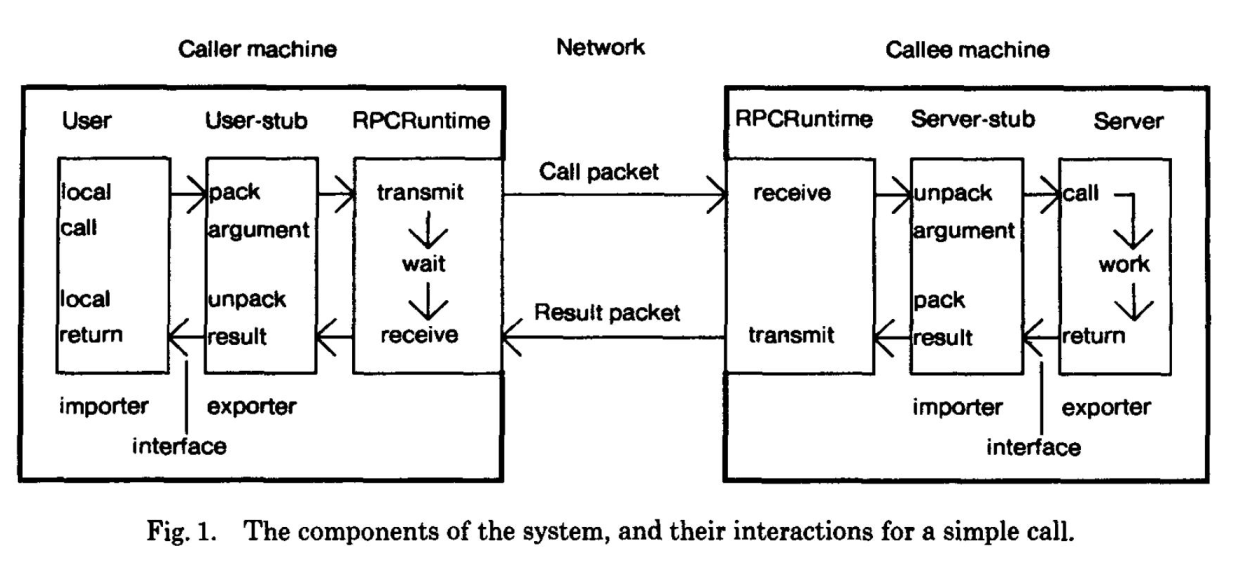 Caller machine Network Callee machine
User User-stub RPCRuntime RPCRuntime Server-stub Server
local pack transmit Call packet receive unpack call
call argument argument
wait work
local unpack Result packet pack
return result receive transmit result return
importer exporter importer exporter
interface interface
Fig. 1. The components of the system, and their interactions for a simple call.